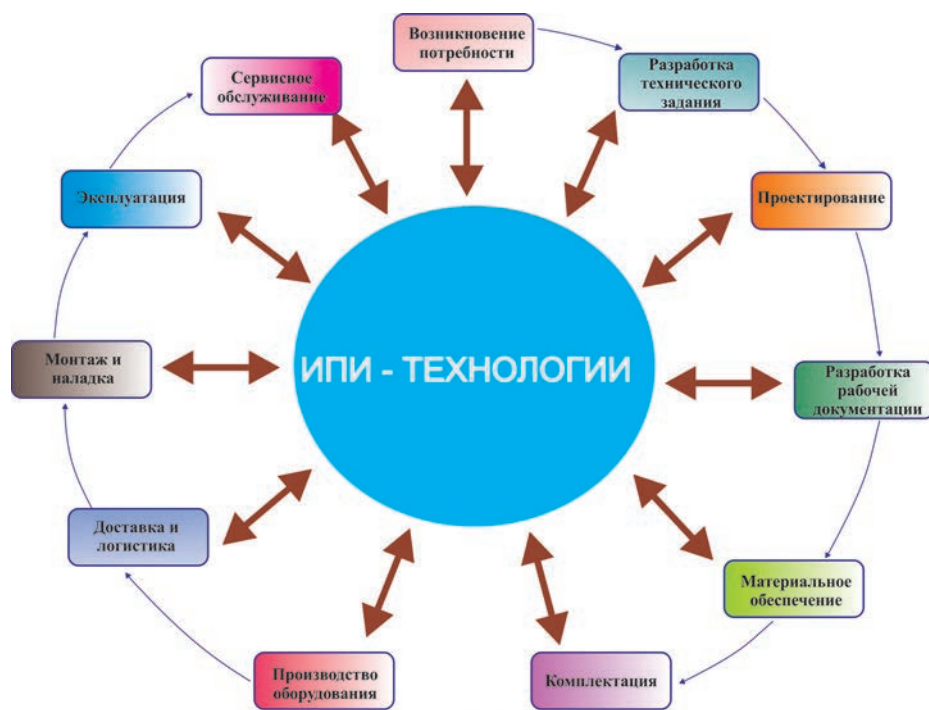 Возникновение
потребности
Разработка
технического
задания
Проектирование
Разработка
рабочей
документации
Материальное
обеспечение
Комплектация
Производство
оборудования
Доставка и
логистика
Монтаж и
наладка
Эксплуатация
Сервисное
обслуживание
ИПИ - ТЕХНОЛОГИИ